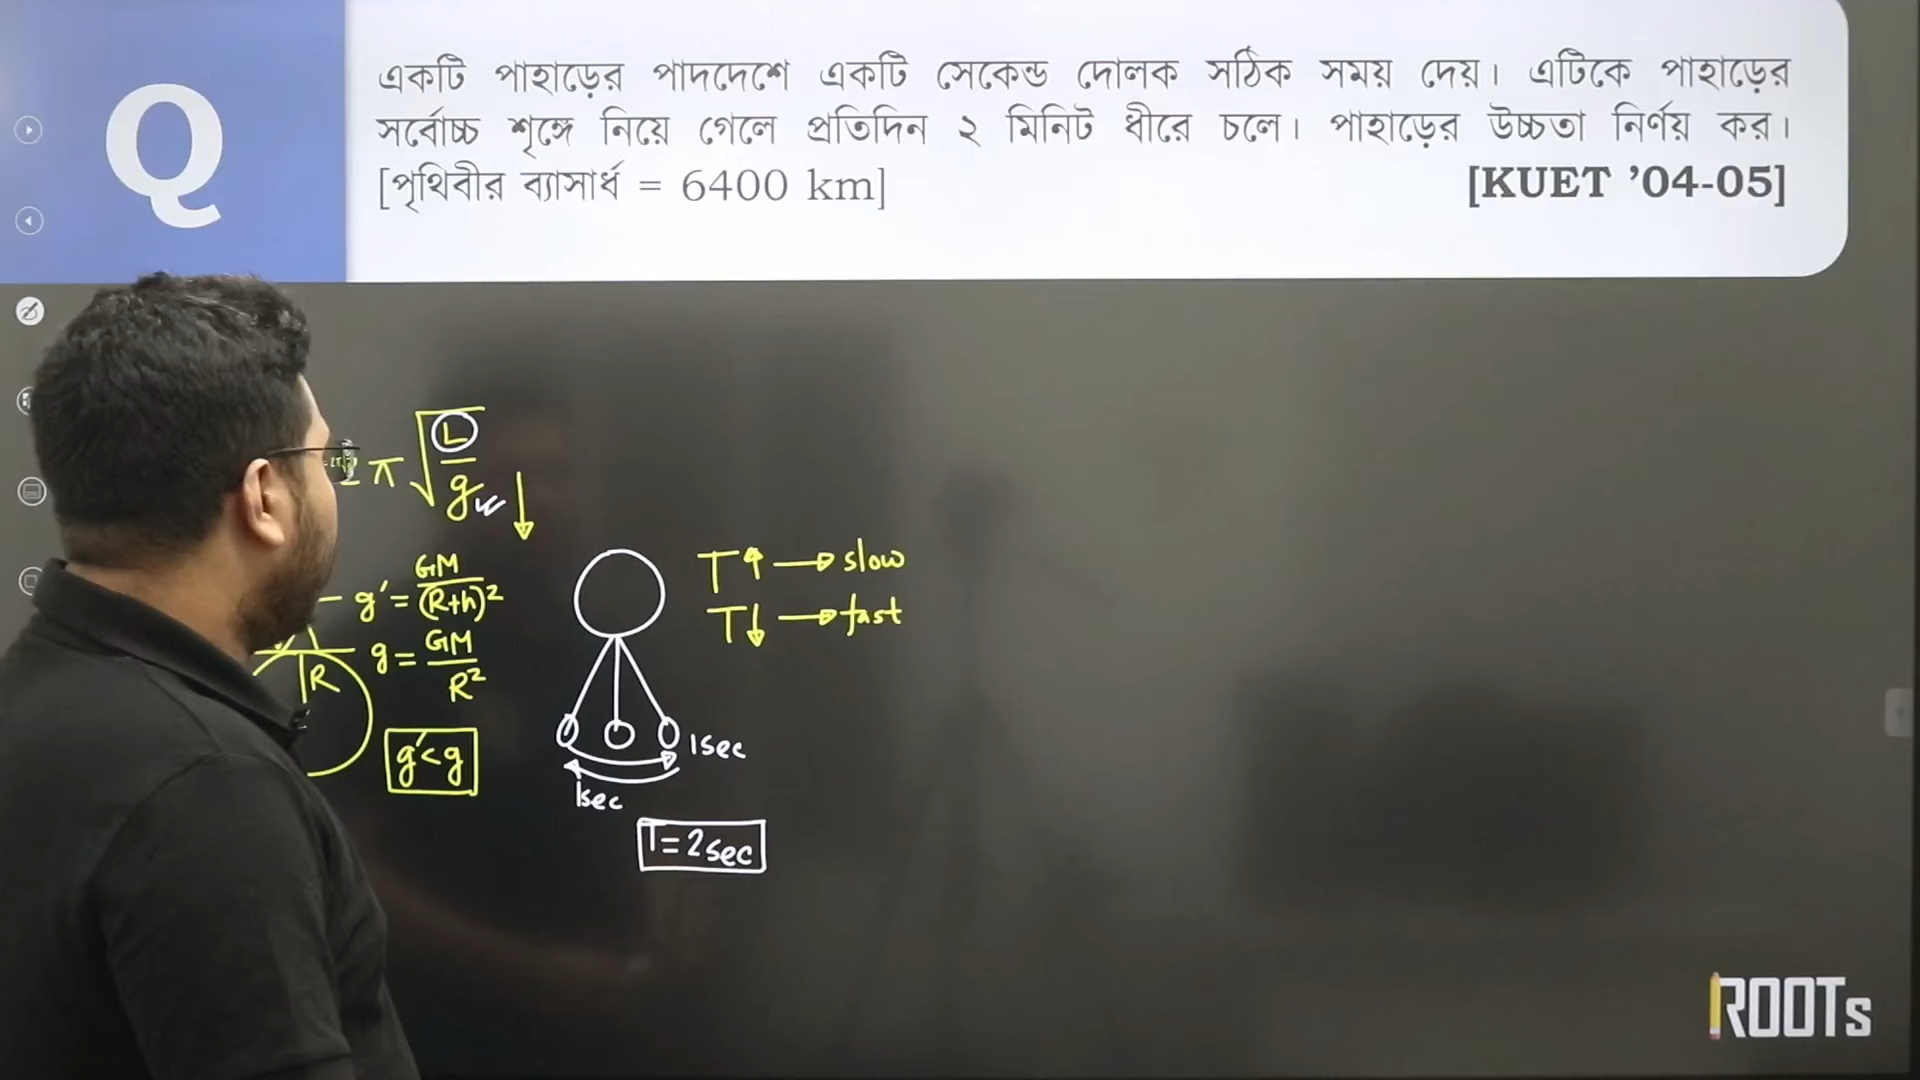 Q
একটি পাহাড়ের পাদদেশে একটি সেকেন্ড দোলক সঠিক সময় দেয়। এটিকে পাহাড়ের
সর্বোচ্চ শৃঙ্গে নিয়ে গেলে প্রতিদিন ২ মিনিট ধীরে চলে। পাহাড়ের উচ্চতা নির্ণয় কর।
[পৃথিবীর ব্যাসার্ধ = 6400 km] [KUET ’04-05]
π√(L/g) ↓
g' = GM/(R+h)²
g = GM/R²
R
g' < g
T↑ → slow
T↓ → fast
1sec
1sec
T=2sec
ROOTs